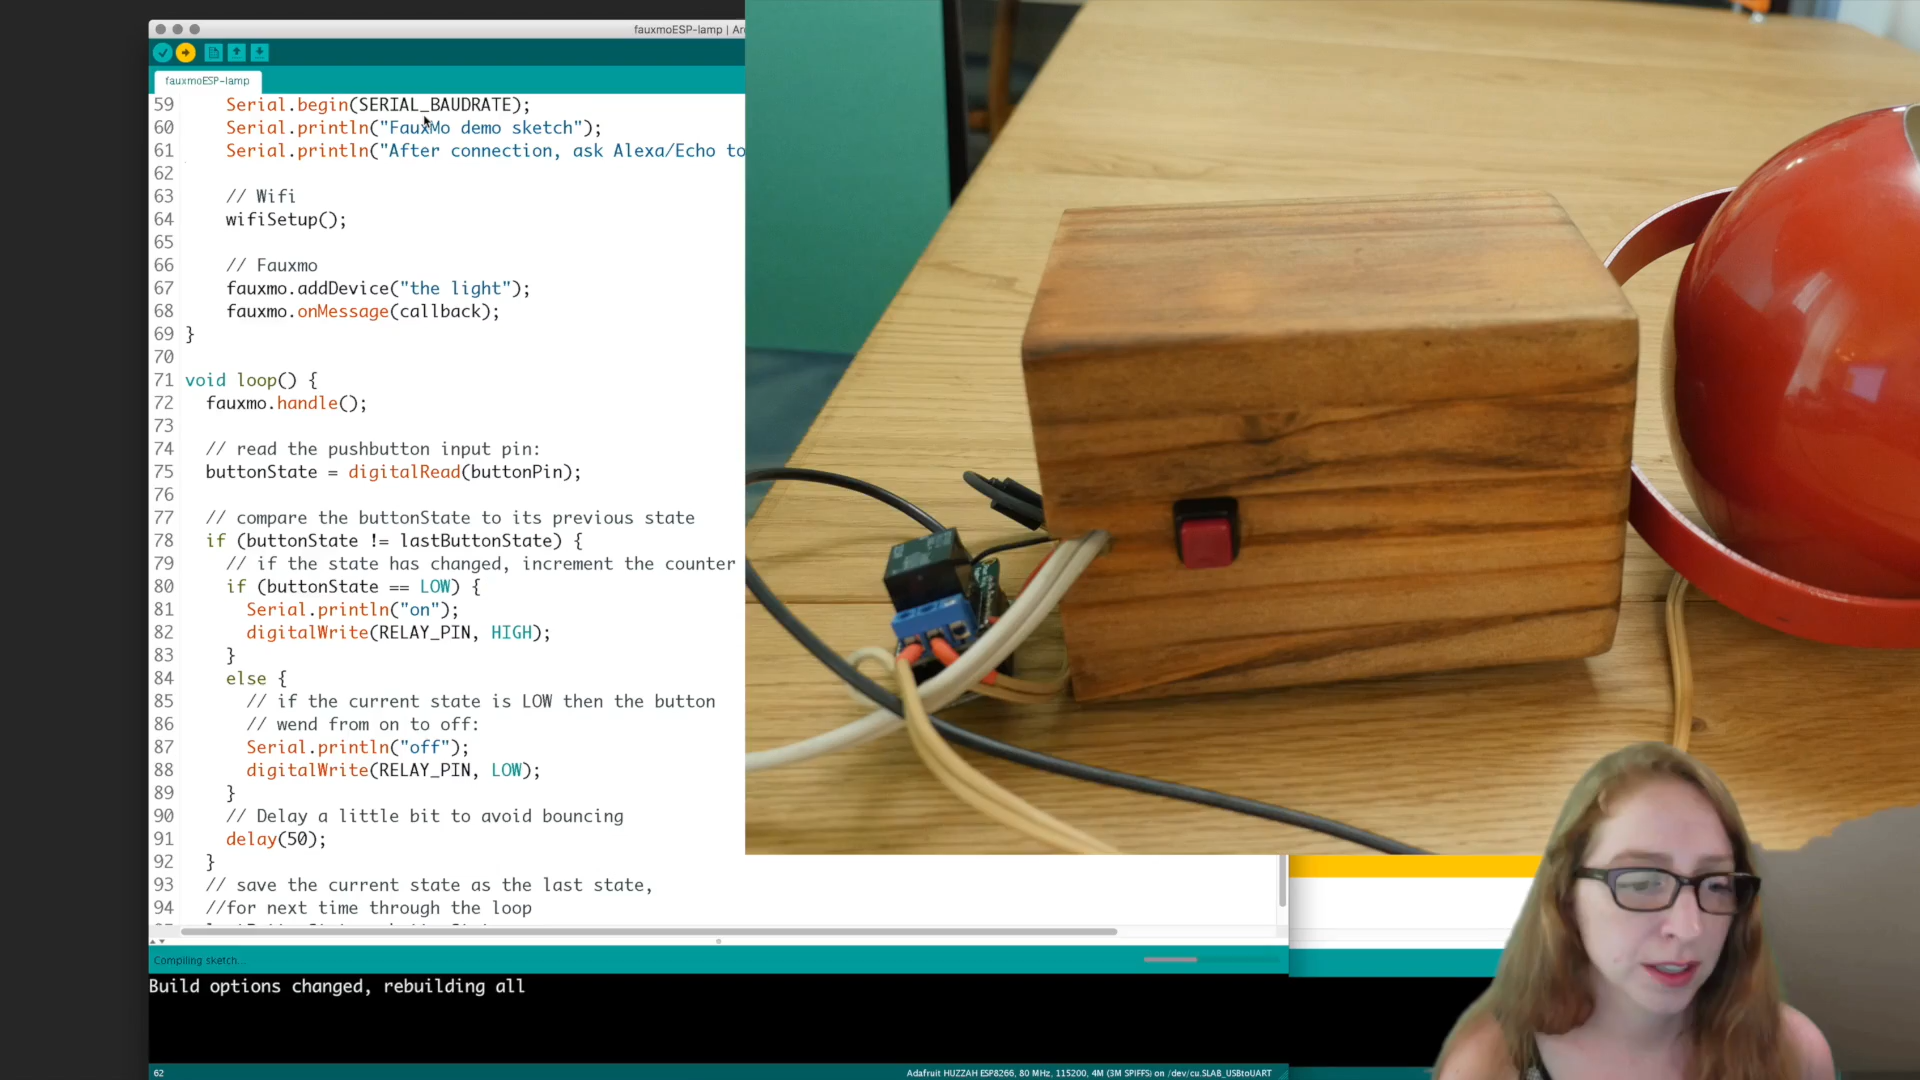 fauxmoESP-lamp | Ar
fauxmoESP-lamp
59 Serial.begin(SERIAL_BAUDRATE);
60 Serial.println("FauxMo demo sketch");
61 Serial.println("After connection, ask Alexa/Echo to
62
63 // Wifi
64 wifiSetup();
65
66 // Fauxmo
67 fauxmo.addDevice("the light");
68 fauxmo.onMessage(callback);
69 }
70
71 void loop() {
72 fauxmo.handle();
73
74 // read the pushbutton input pin:
75 buttonState = digitalRead(buttonPin);
76
77 // compare the buttonState to its previous state
78 if (buttonState != lastButtonState) {
79 // if the state has changed, increment the counter
80 if (buttonState == LOW) {
81 Serial.println("on");
82 digitalWrite(RELAY_PIN, HIGH);
83 }
84 else {
85 // if the current state is LOW then the button
86 // wend from on to off:
87 Serial.println("off");
88 digitalWrite(RELAY_PIN, LOW);
89 }
90 // Delay a little bit to avoid bouncing
91 delay(50);
92 }
93 // save the current state as the last state,
94 //for next time through the loop
Compiling sketch...
Build options changed, rebuilding all
62
Adafruit HUZZAH ESP8266, 80 MHz, 115200, 4M (3M SPIFFS) on /dev/cu.SLAB_USBtoUART